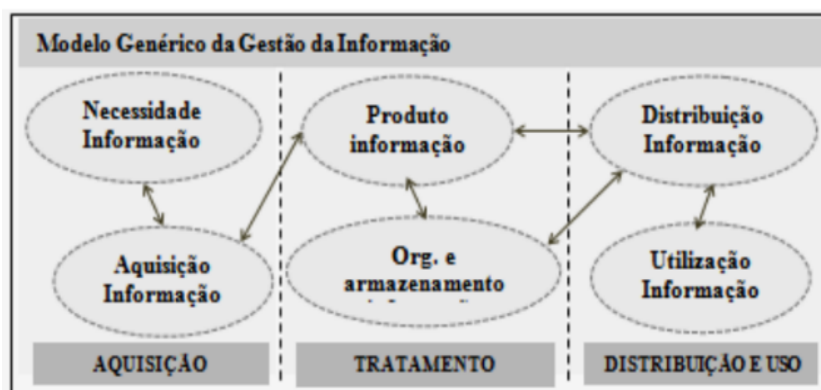 Modelo Genérico da Gestão da Informação
Necessidade
Informação
Produto
informação
Distribuição
Informação
Aquisição
Informação
Org. e
armazenamento
Utilização
Informação
AQUISIÇÃO
TRATAMENTO
DISTRIBUIÇÃO E USO